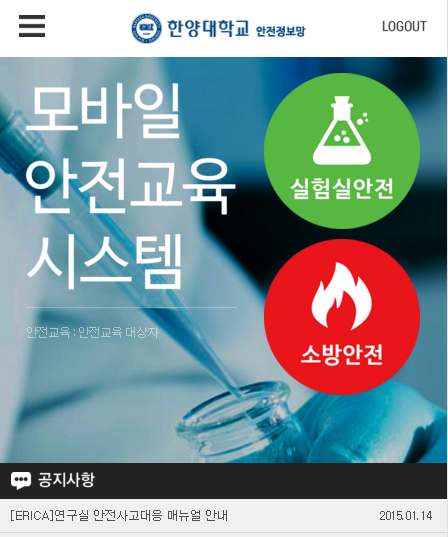 한양대학교 안전정보망
LOGOUT
모바일
안전교육
시스템
실험실안전
소방안전
안전교육 : 안전교육 대상자
공지사항
[ERICA]연구실 안전사고대응 매뉴얼 안내 2015.01.14